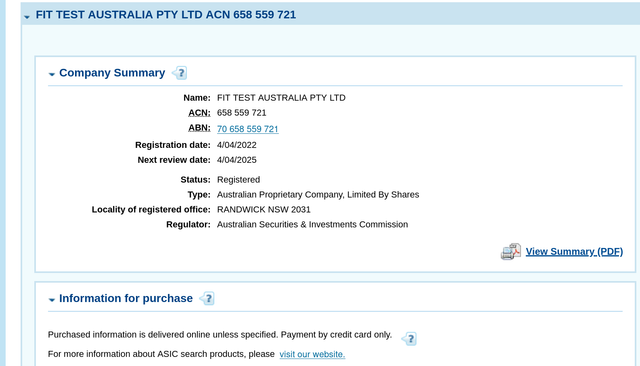 FIT TEST AUSTRALIA PTY LTD ACN 658 559 721
Company Summary ?
Name: FIT TEST AUSTRALIA PTY LTD
ACN: 658 559 721
ABN: 70 658 559 721
Registration date: 4/04/2022
Next review date: 4/04/2025
Status: Registered
Type: Australian Proprietary Company, Limited By Shares
Locality of registered office: RANDWICK NSW 2031
Regulator: Australian Securities & Investments Commission
View Summary (PDF)
Information for purchase ?
Purchased information is delivered online unless specified. Payment by credit card only. ?
For more information about ASIC search products, please visit our website.